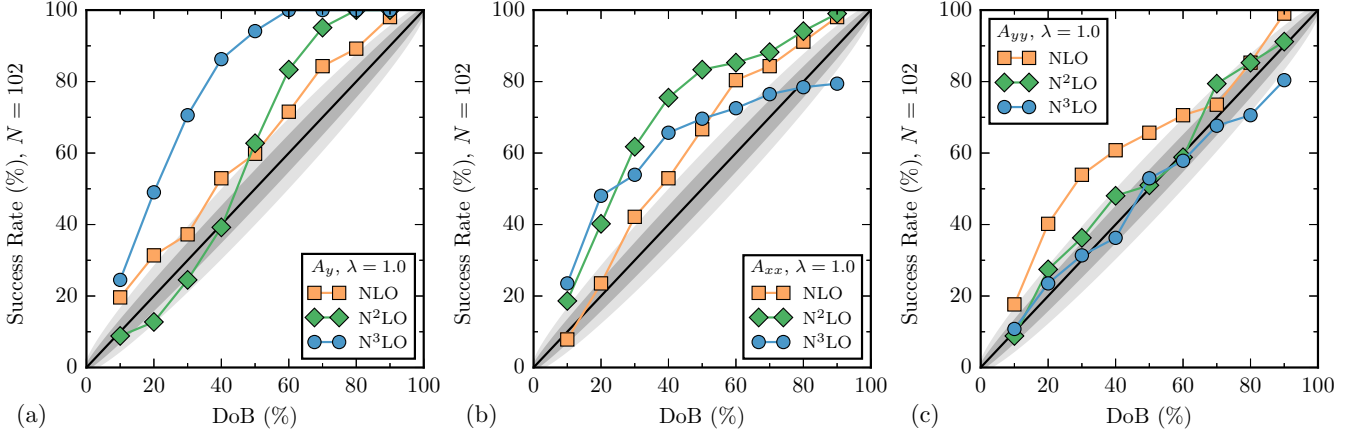 Success Rate (%), N = 102
100
80
60
40
20
0
A_y, λ = 1.0
NLO
N²LO
N³LO
0 20 40 60 80 100
(a) DoB (%)
Success Rate (%), N = 102
100
80
60
40
20
0
A_xx, λ = 1.0
NLO
N²LO
N³LO
0 20 40 60 80 100
(b) DoB (%)
Success Rate (%), N = 102
100
80
60
40
20
0
A_yy, λ = 1.0
NLO
N²LO
N³LO
0 20 40 60 80 100
(c) DoB (%)